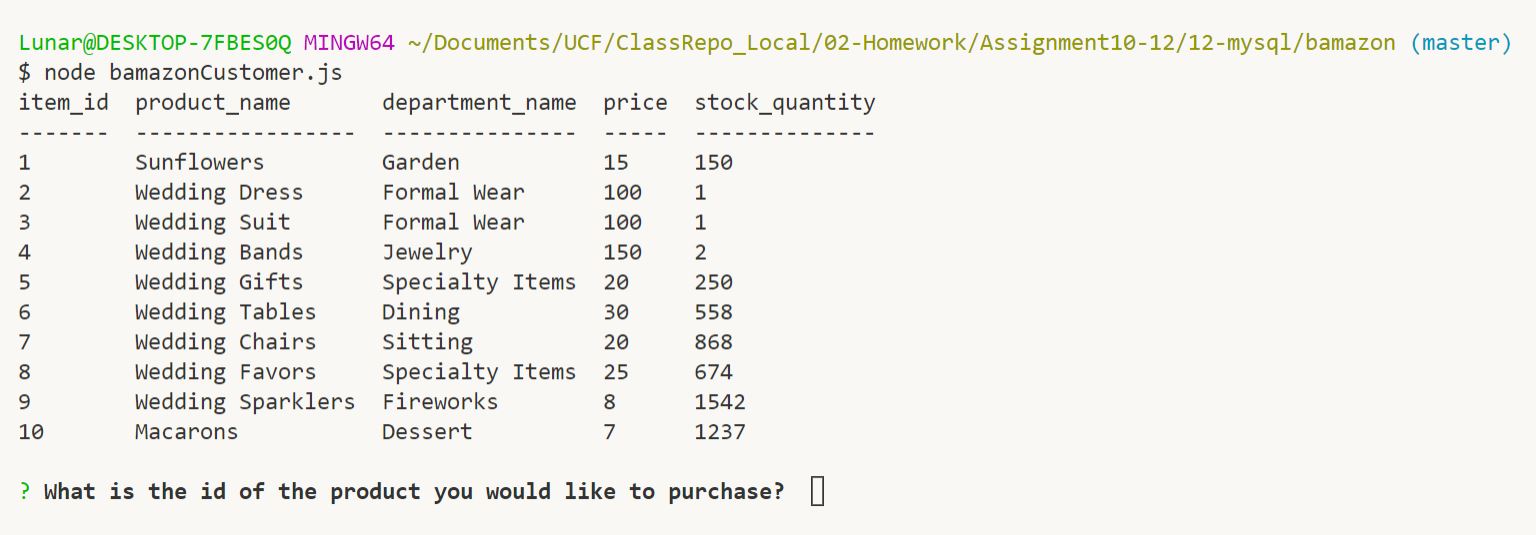 Lunar@DESKTOP-7FBES0Q MINGW64 ~/Documents/UCF/ClassRepo_Local/02-Homework/Assignment10-12/12-mysql/bamazon (master)
$ node bamazonCustomer.js
item_id  product_name       department_name  price  stock_quantity
-------  -----------------  ---------------  -----  --------------
1        Sunflowers         Garden           15     150
2        Wedding Dress      Formal Wear      100    1
3        Wedding Suit       Formal Wear      100    1
4        Wedding Bands      Jewelry          150    2
5        Wedding Gifts      Specialty Items  20     250
6        Wedding Tables     Dining           30     558
7        Wedding Chairs     Sitting          20     868
8        Wedding Favors     Specialty Items  25     674
9        Wedding Sparklers  Fireworks        8      1542
10       Macarons           Dessert          7      1237
? What is the id of the product you would like to purchase?